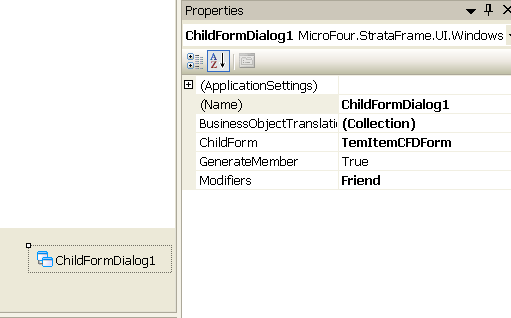 Properties
ChildFormDialog1 MicroFour.StrataFrame.UI.Windows
(ApplicationSettings)
(Name) ChildFormDialog1
BusinessObjectTranslati (Collection)
ChildForm TemItemCFDForm
GenerateMember True
Modifiers Friend
ChildFormDialog1